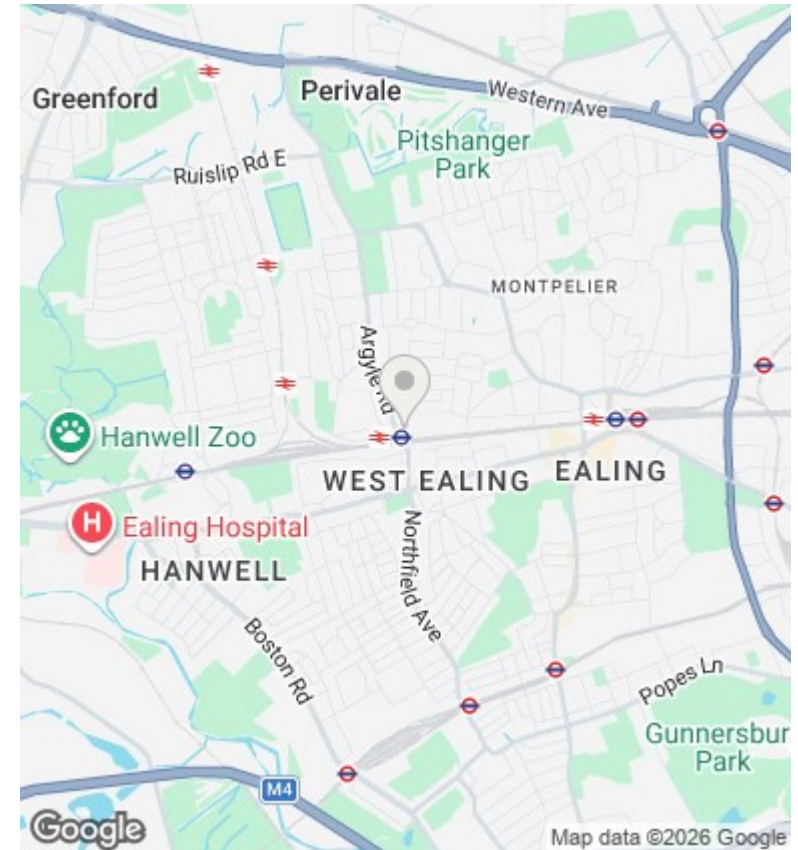 Greenford
Perivale
Western Ave
Pitshanger
Park
Ruislip Rd E
MONTPELIER
Argyle Rd
Hanwell Zoo
WEST EALING
EALING
H
Ealing Hospital
HANWELL
Northfield Ave
Boston Rd
Popes Ln
Gunnersbur
Park
M4
Google
Map data ©2026 Google